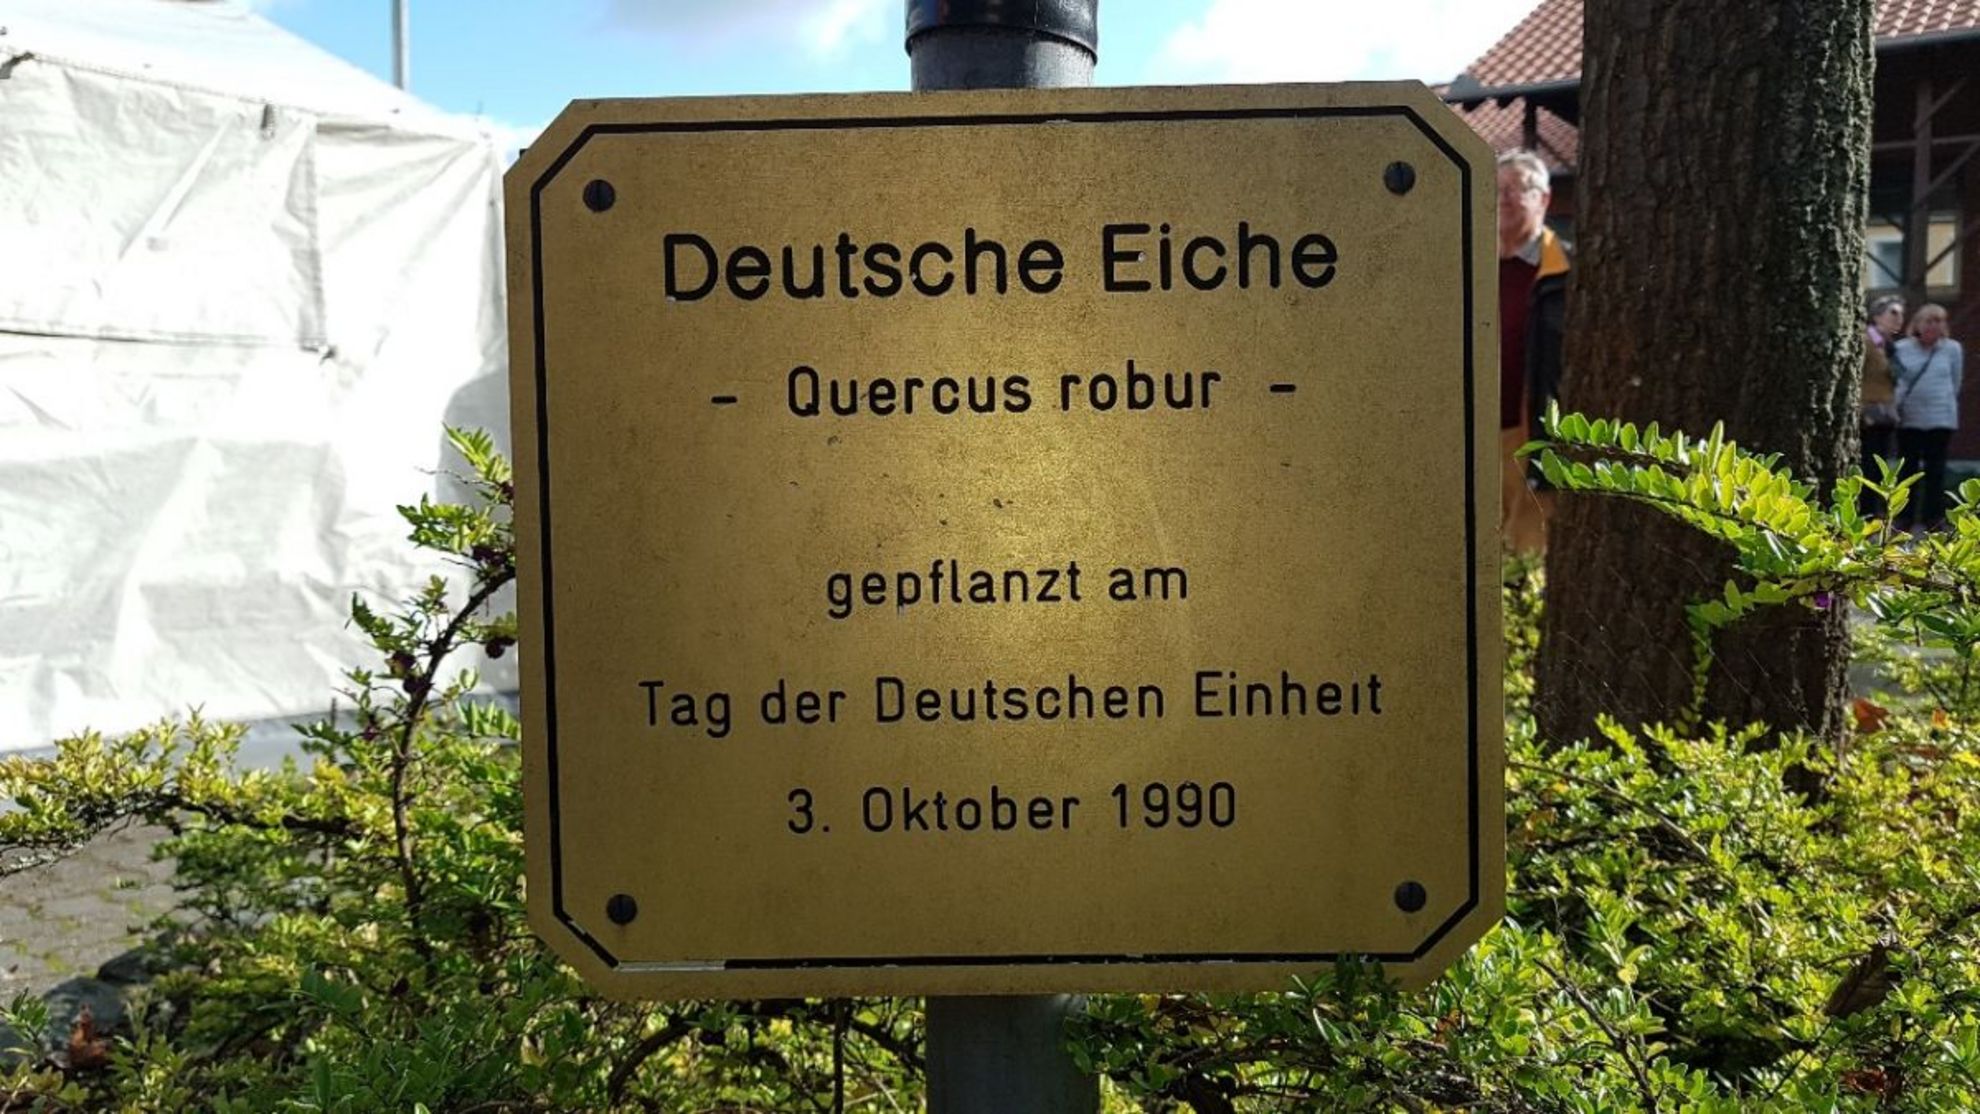 Deutsche Eiche
- Quercus robur -
gepflanzt am
Tag der Deutschen Einheit
3. Oktober 1990